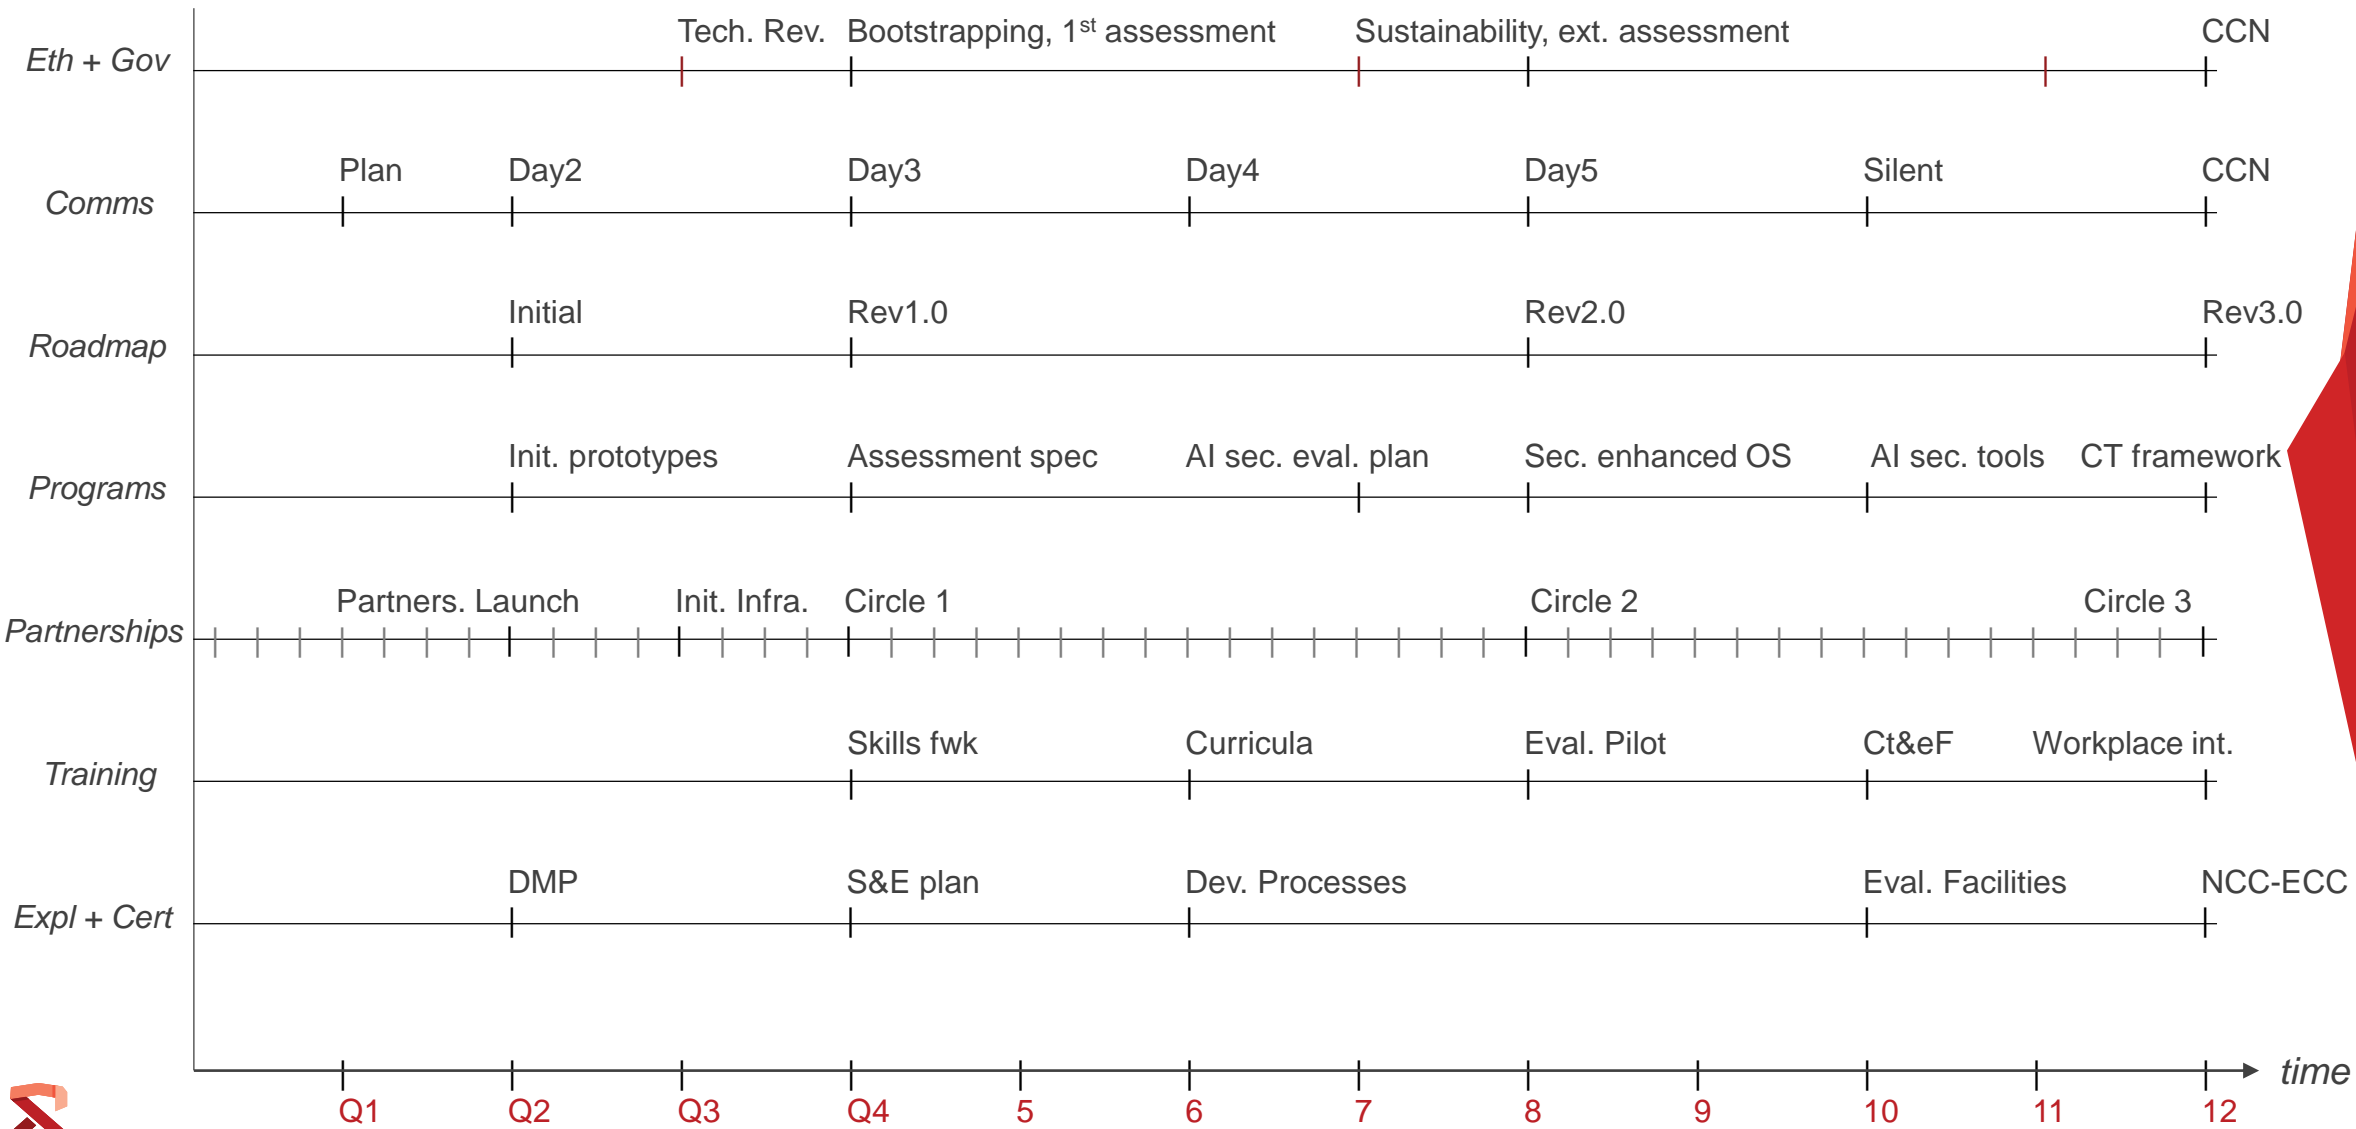 Tech. Rev. Bootstrapping, 1st assessment Sustainability, ext. assessment CCN
Eth + Gov
Plan Day2 Day3 Day4 Day5 Silent CCN
Comms
Initial Rev1.0 Rev2.0 Rev3.0
Roadmap
Init. prototypes Assessment spec AI sec. eval. plan Sec. enhanced OS AI sec. tools CT framework
Programs
Partners. Launch Init. Infra. Circle 1 Circle 2 Circle 3
Partnerships
Skills fwk Curricula Eval. Pilot Ct&eF Workplace int.
Training
DMP S&E plan Dev. Processes Eval. Facilities NCC-ECC
Expl + Cert
time
Q1 Q2 Q3 Q4 5 6 7 8 9 10 11 12